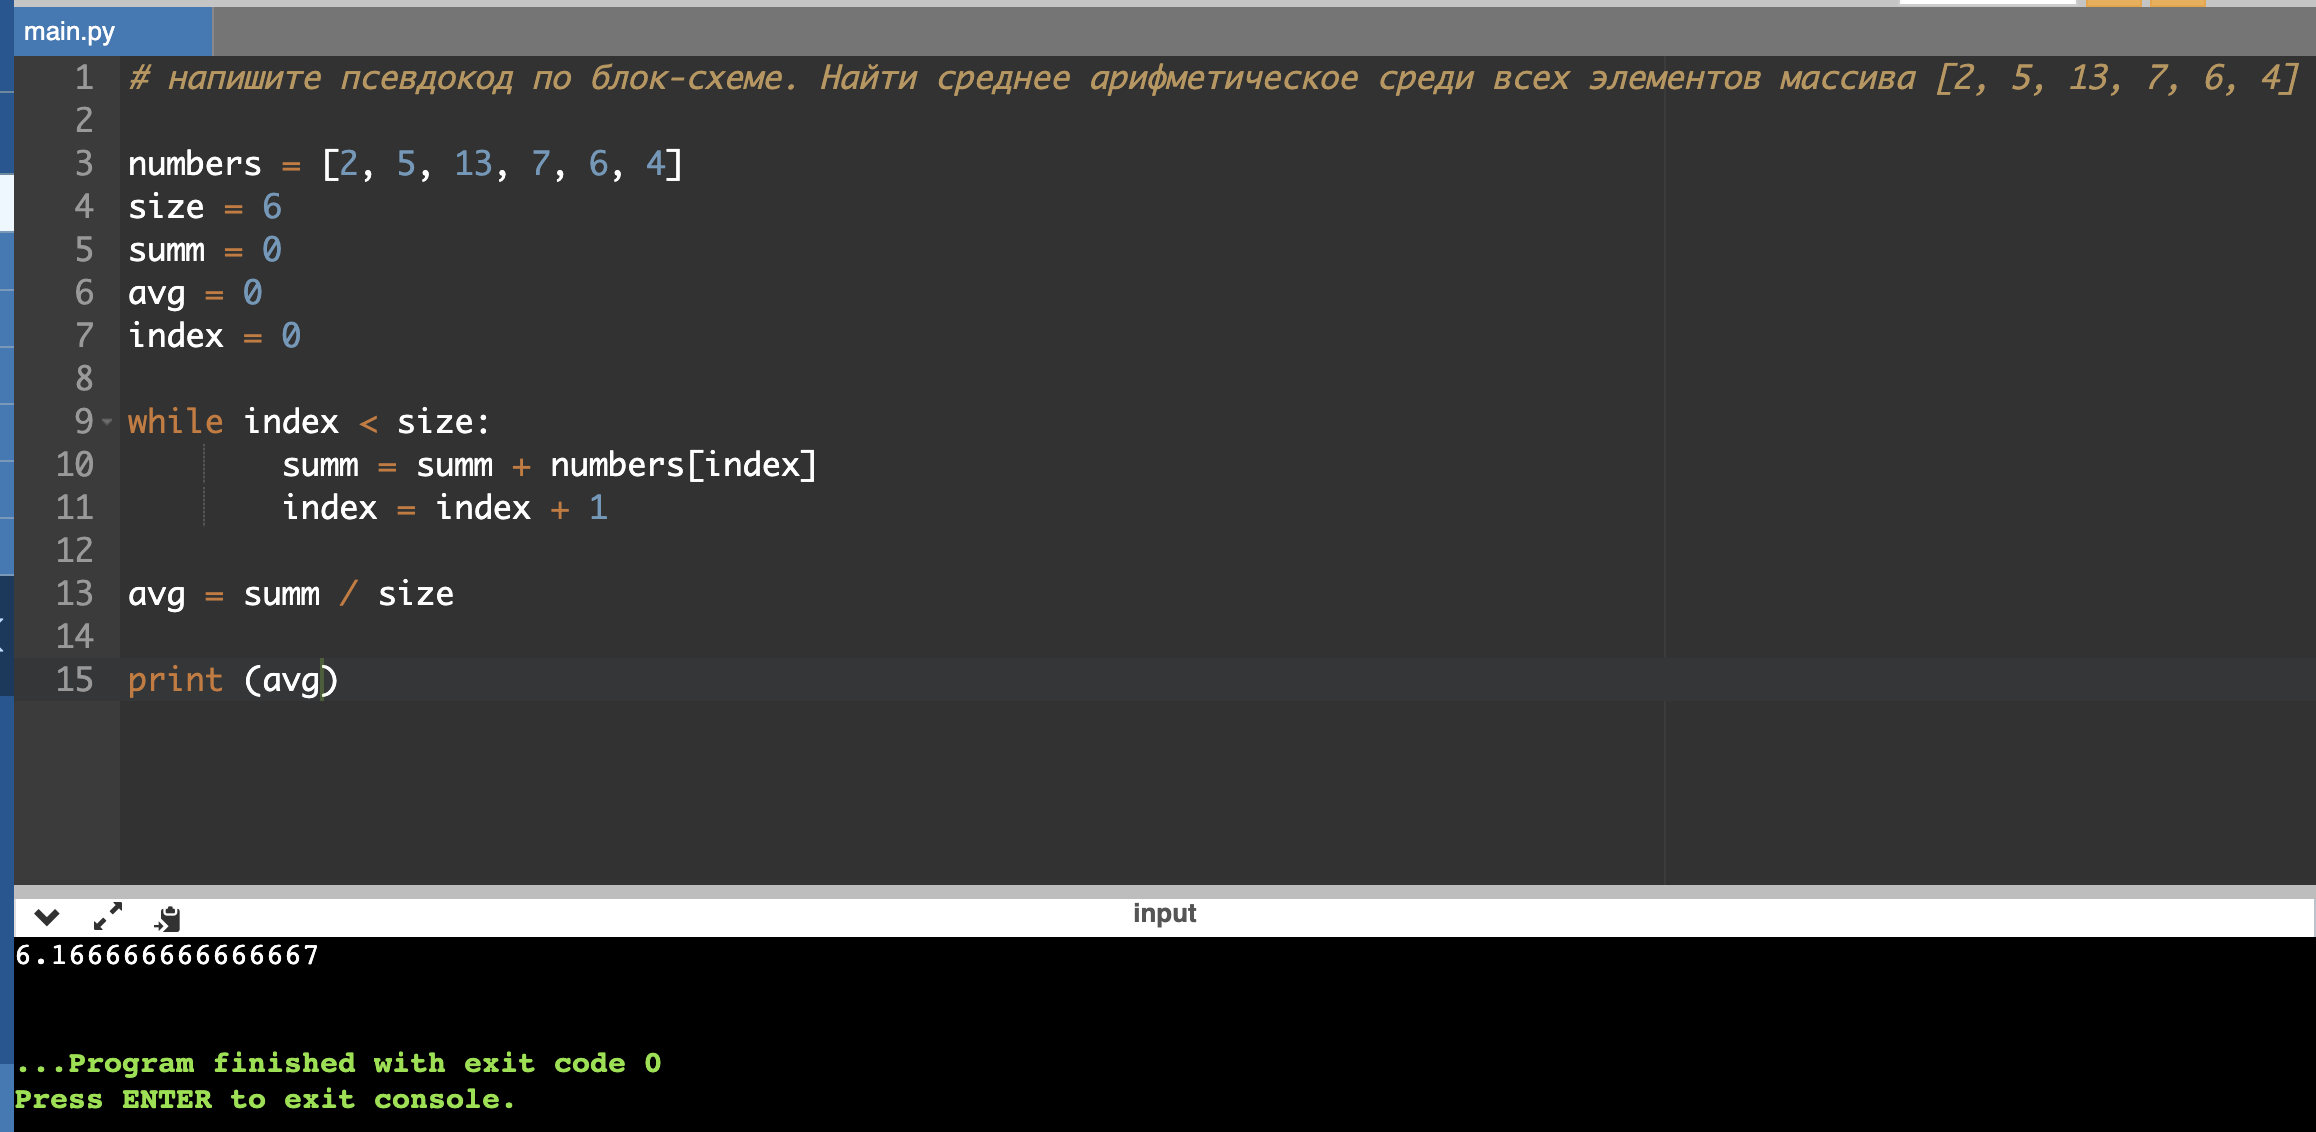 main.py
1 # напишите псевдокод по блок-схеме. Найти среднее арифметическое среди всех элементов массива [2, 5, 13, 7, 6, 4]
2
3 numbers = [2, 5, 13, 7, 6, 4]
4 size = 6
5 summ = 0
6 avg = 0
7 index = 0
8
9 while index < size:
10 summ = summ + numbers[index]
11 index = index + 1
12
13 avg = summ / size
14
15 print (avg)
input
6.166666666666667
...Program finished with exit code 0
Press ENTER to exit console.